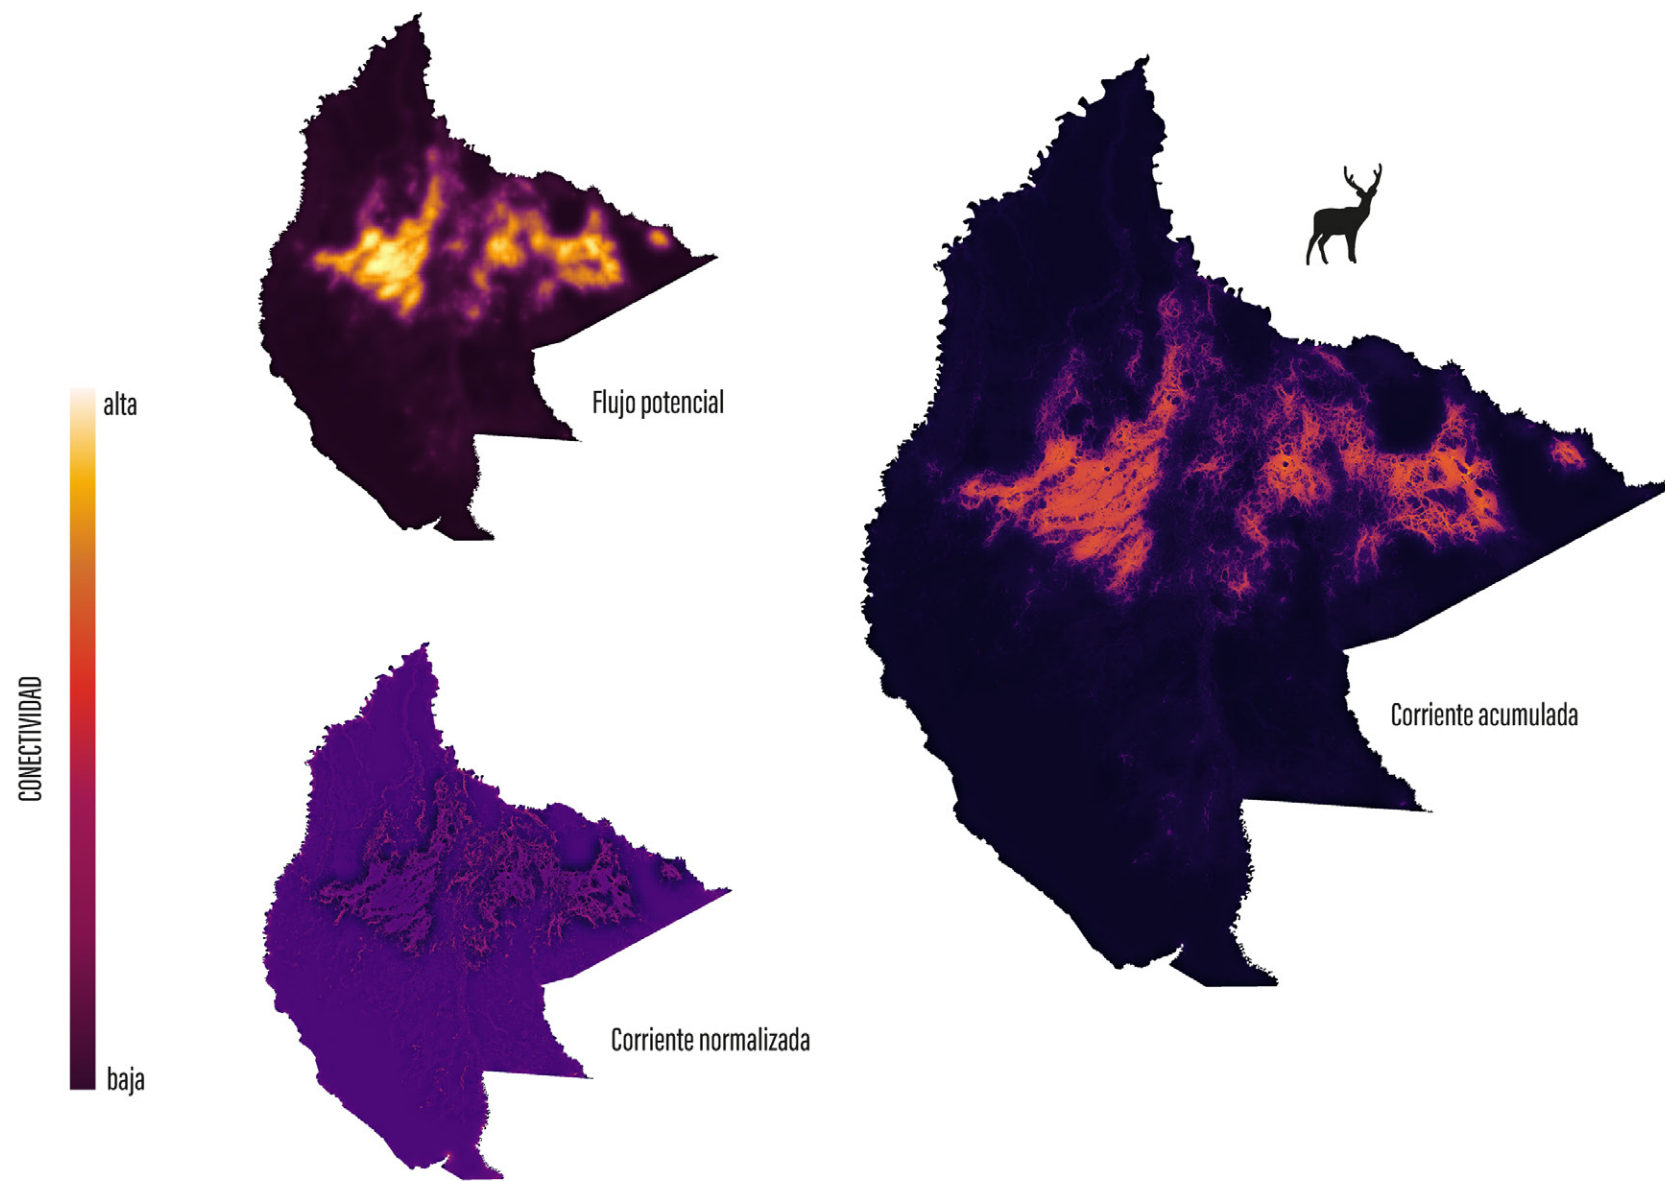 Flujo potencial
alta
CONECTIVIDAD
baja
Corriente normalizada
Corriente acumulada